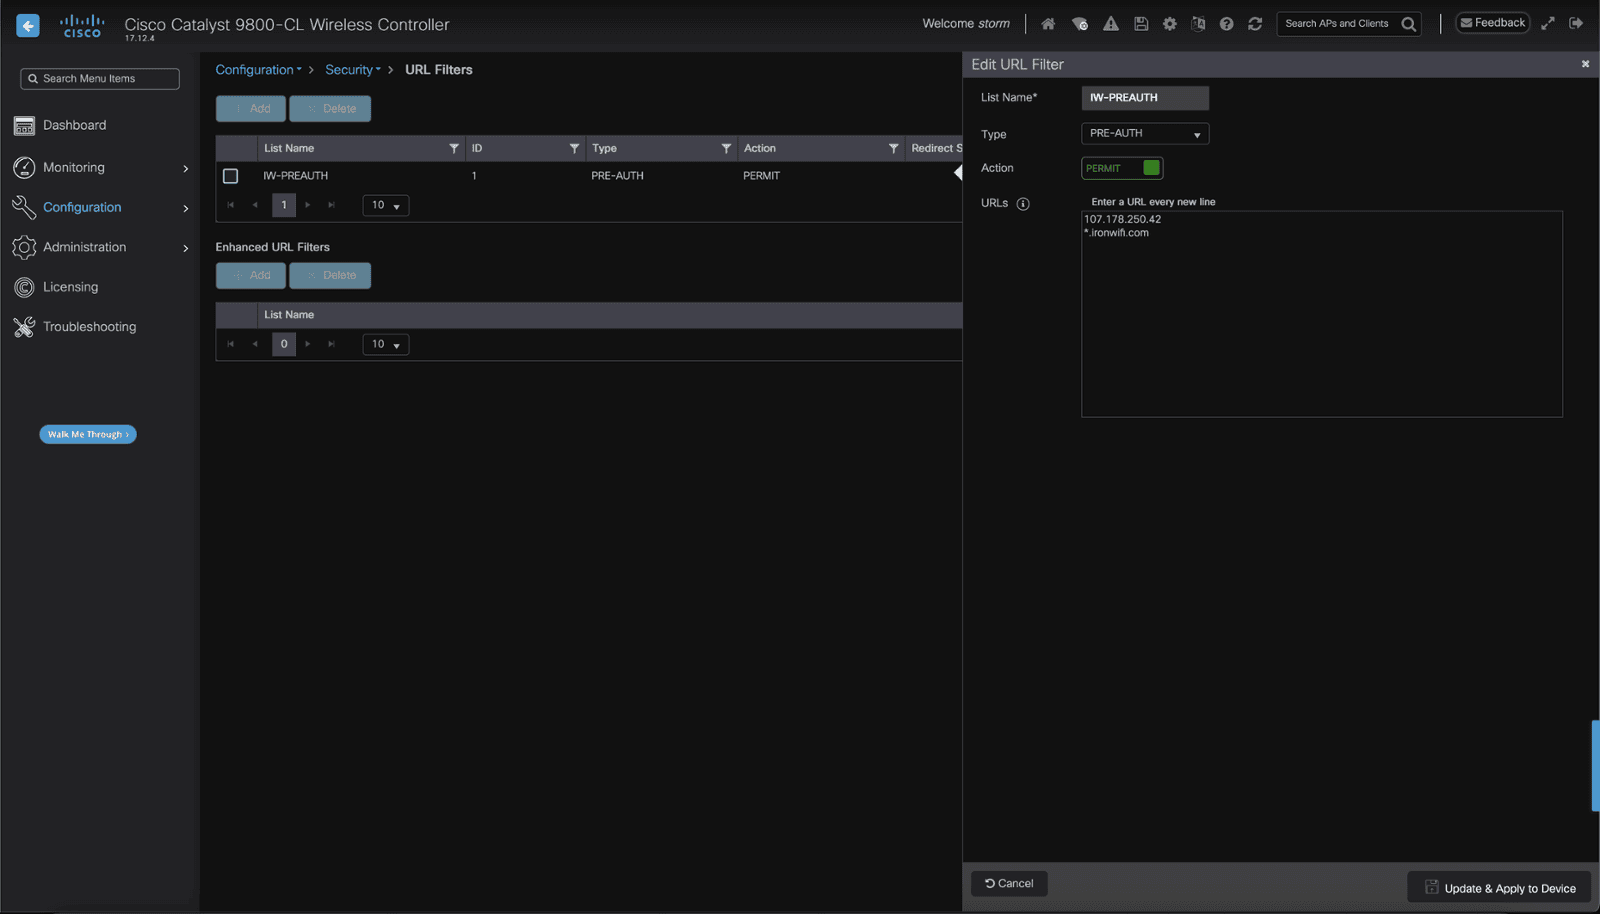 CISCO
Cisco Catalyst 9800-CL Wireless Controller
17.12.4
Welcome storm
Search APs and Clients
Feedback
Search Menu Items
Dashboard
Monitoring
Configuration
Administration
Licensing
Troubleshooting
Walk Me Through ›
Configuration > Security > URL Filters
+ Add
× Delete
List Name ID Type Action Redirect S
IW-PREAUTH 1 PRE-AUTH PERMIT
1 10
Enhanced URL Filters
+ Add
× Delete
List Name
0 10
Edit URL Filter
List Name* IW-PREAUTH
Type PRE-AUTH
Action PERMIT
URLs Enter a URL every new line
107.178.250.42
*.ironwifi.com
Cancel
Update & Apply to Device